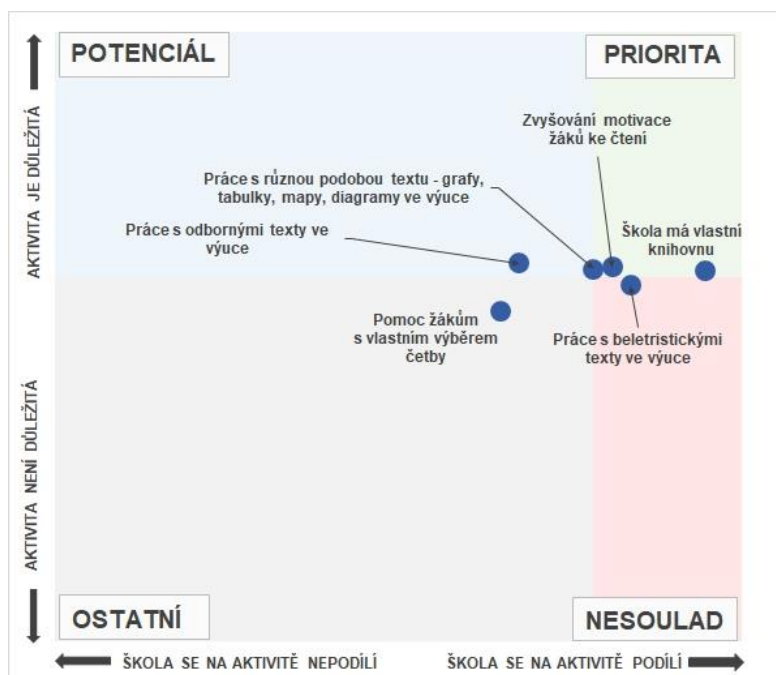 POTENCIÁL
PRIORITA
Zvyšování motivace
žáků ke čtení
Práce s různou podobou textu - grafy,
tabulky, mapy, diagramy ve výuce
Práce s odbornými texty ve
výuce
Škola má vlastní
knihovnu
Pomoc žákům
s vlastním výběrem
četby
Práce s beletristickými
texty ve výuce
AKTIVITA JE DŮLEŽITÁ
AKTIVITA NENÍ DŮLEŽITÁ
OSTATNÍ
NESOULAD
ŠKOLA SE NA AKTIVITĚ NEPODÍLÍ
ŠKOLA SE NA AKTIVITĚ PODÍLÍ